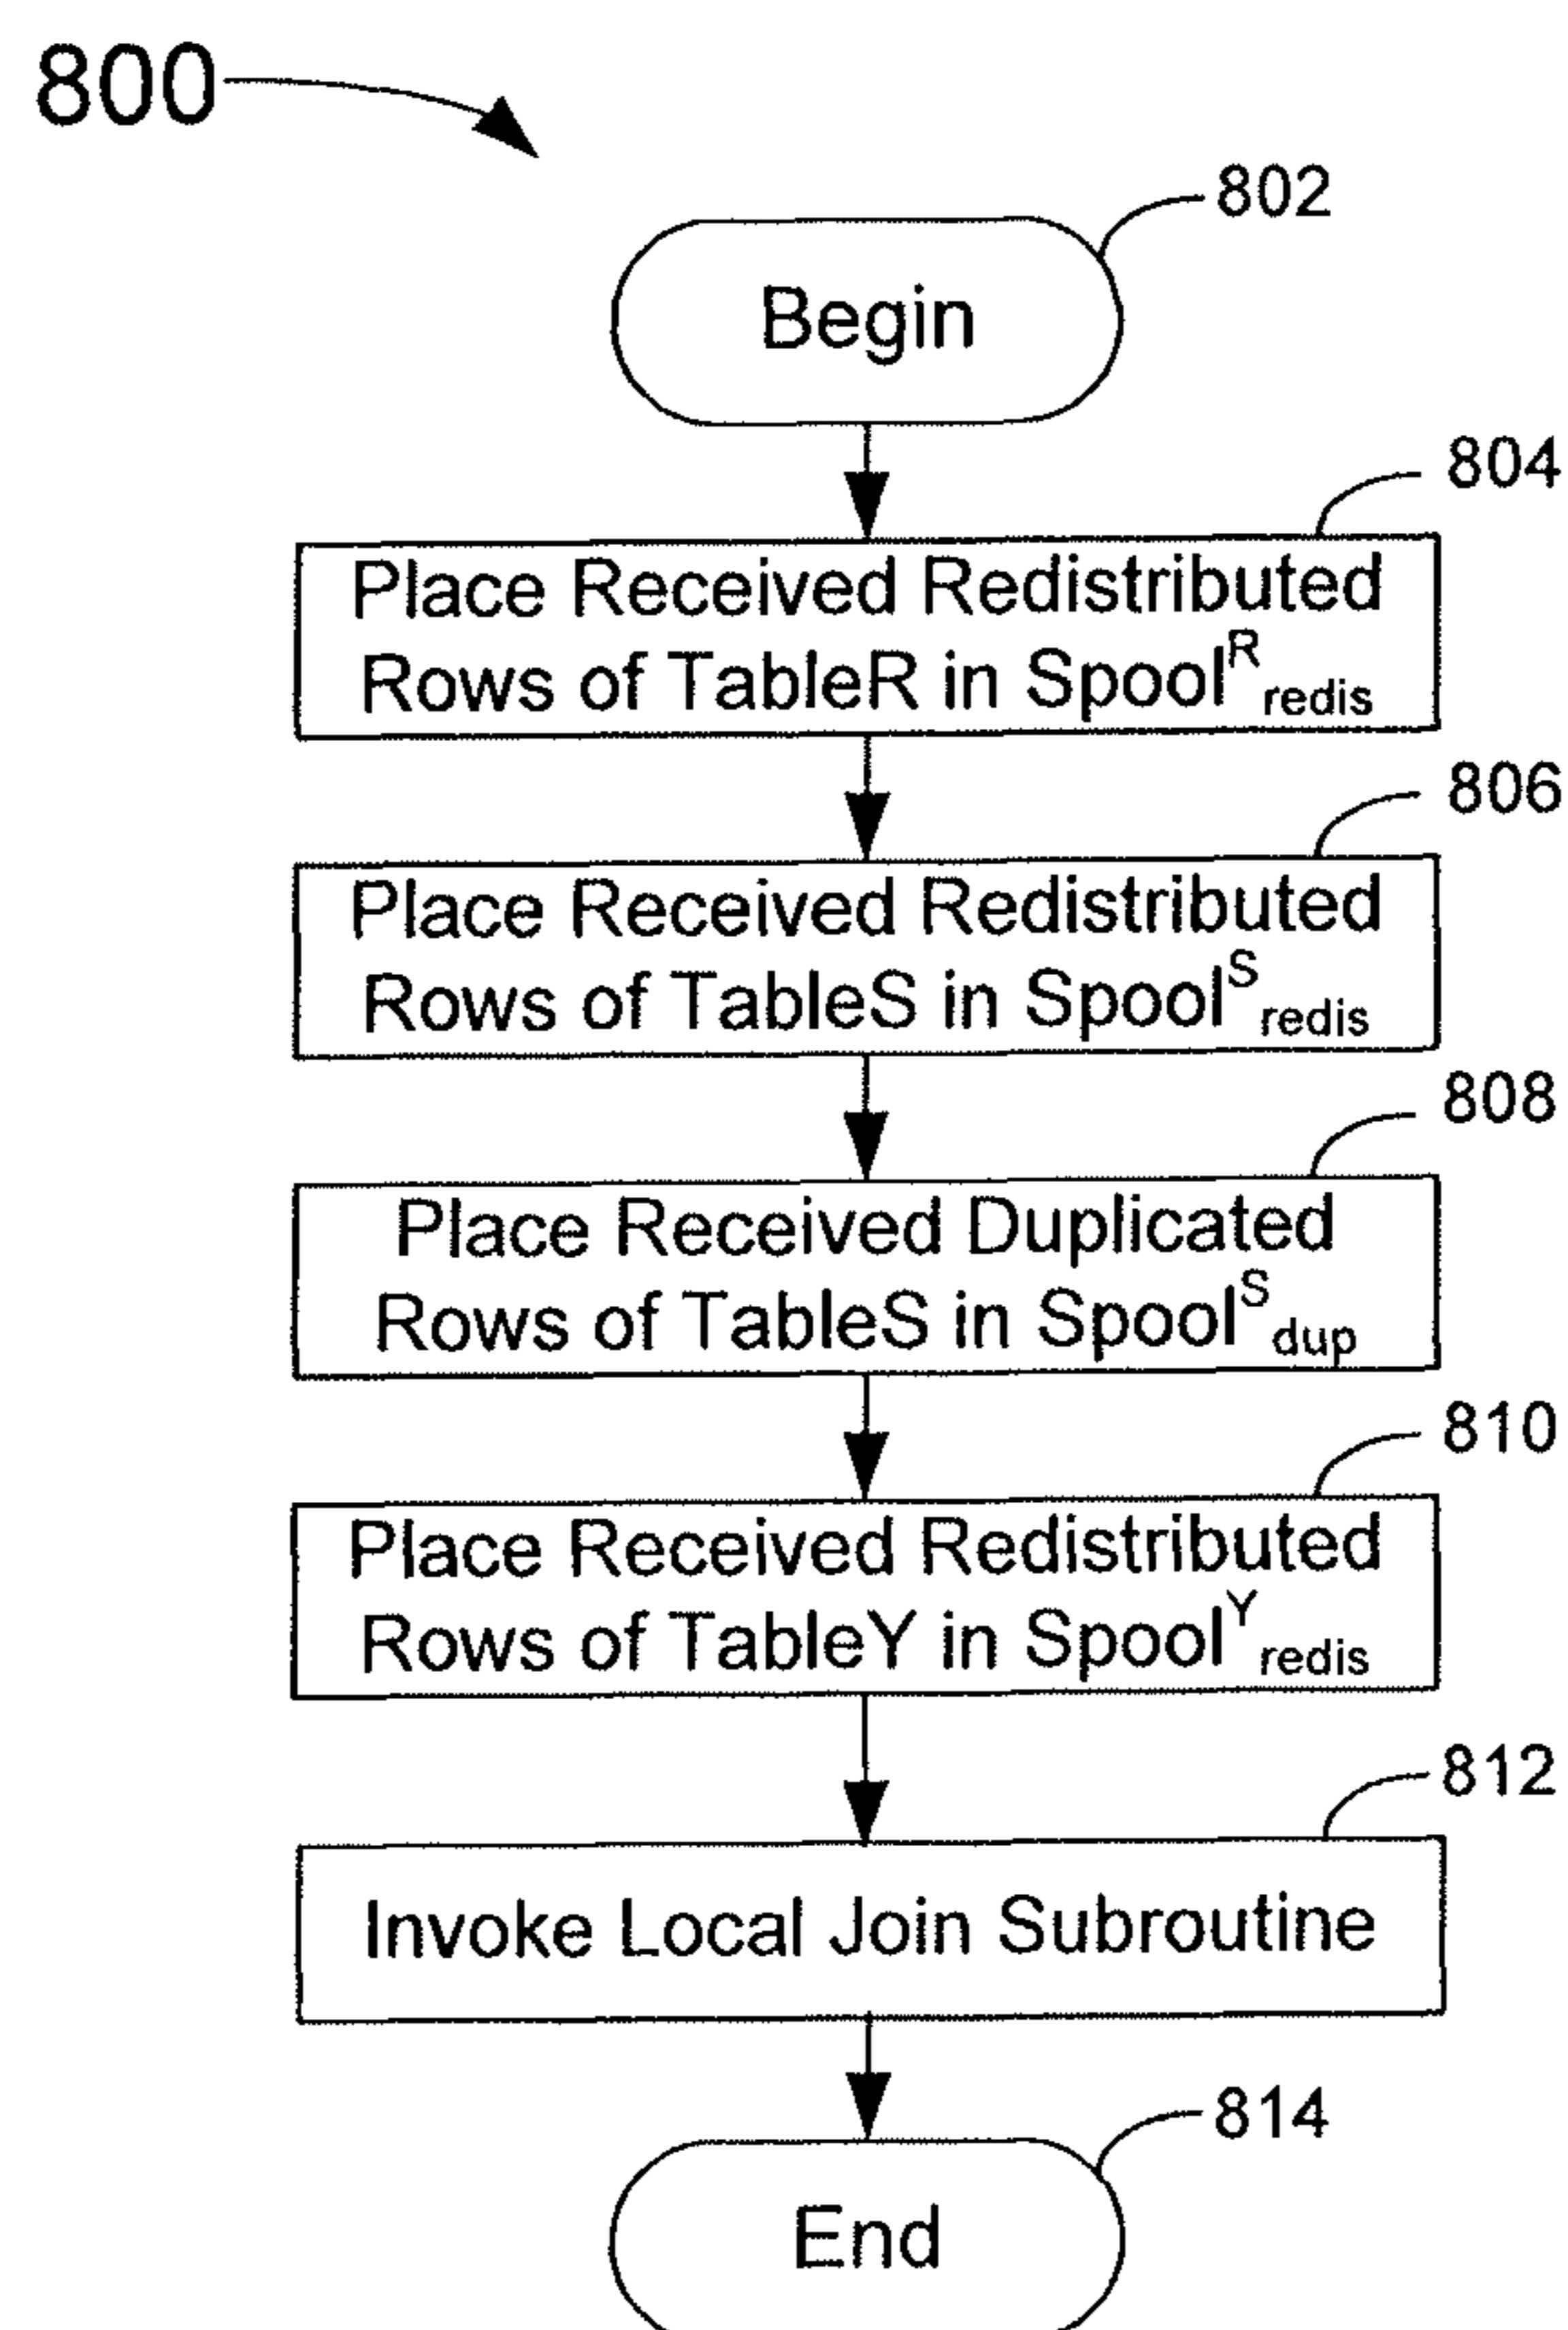 800
802
Begin
804
Place Received Redistributed
Rows of TableR in Spool^R_redis
806
Place Received Redistributed
Rows of TableS in Spool^S_redis
808
Place Received Duplicated
Rows of TableS in Spool^S_dup
810
Place Received Redistributed
Rows of TableY in Spool^Y_redis
812
Invoke Local Join Subroutine
814
End